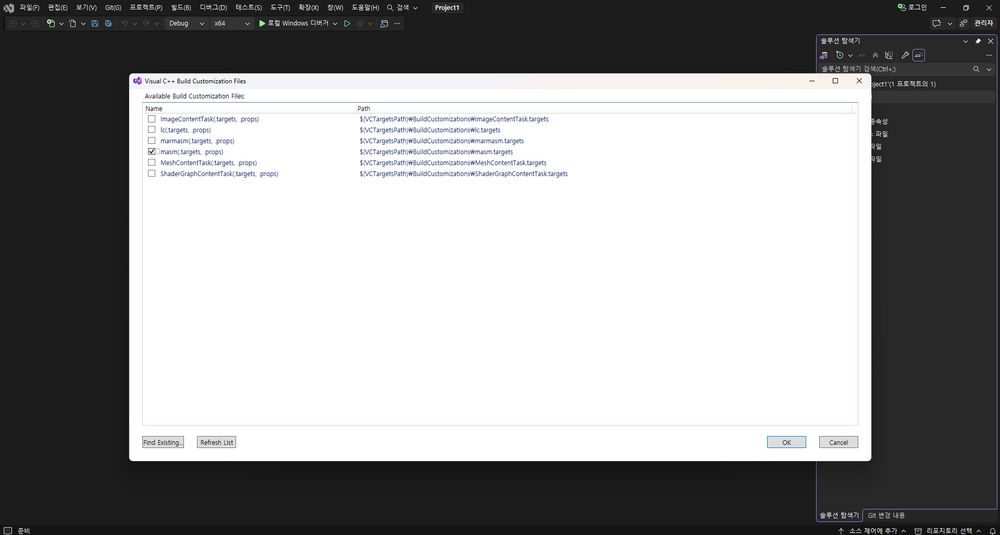 파일(F) 편집(E) 보기(V) Git(G) 프로젝트(P) 빌드(B) 디버그(D) 테스트(S) 도구(T) 확장(X) 창(W) 도움말(H) 검색 Project1 로그인
Debug x64 로컬 Windows 디버거 관리자
솔루션 탐색기
솔루션 탐색기 검색(Ctrl+;)
Visual C++ Build Customization Files
oject1'(1 프로젝트의 1)
Available Build Customization Files:
Name Path
ImageContentTask(.targets, .props) $(VCTargetsPath)₩BuildCustomizations₩ImageContentTask.targets
종속성
lc(.targets, .props) $(VCTargetsPath)₩BuildCustomizations₩lc.targets
파일
marmasm(.targets, .props) $(VCTargetsPath)₩BuildCustomizations₩marmasm.targets
파일
masm(.targets, .props) $(VCTargetsPath)₩BuildCustomizations₩masm.targets
파일
MeshContentTask(.targets, .props) $(VCTargetsPath)₩BuildCustomizations₩MeshContentTask.targets
ShaderGraphContentTask(.targets, .props) $(VCTargetsPath)₩BuildCustomizations₩ShaderGraphContentTask.targets
Find Existing... Refresh List OK Cancel
솔루션 탐색기 Git 변경 내용
준비 소스 제어에 추가 리포지토리 선택